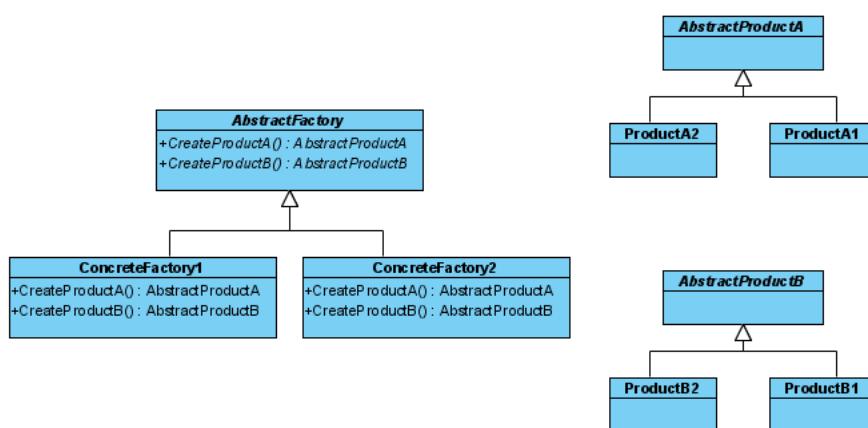 AbstractProductA
ProductA2
ProductA1
AbstractFactory
+CreateProductA() : AbstractProductA
+CreateProductB() : AbstractProductB
ConcreteFactory1
+CreateProductA() : AbstractProductA
+CreateProductB() : AbstractProductB
ConcreteFactory2
+CreateProductA() : AbstractProductA
+CreateProductB() : AbstractProductB
AbstractProductB
ProductB2
ProductB1